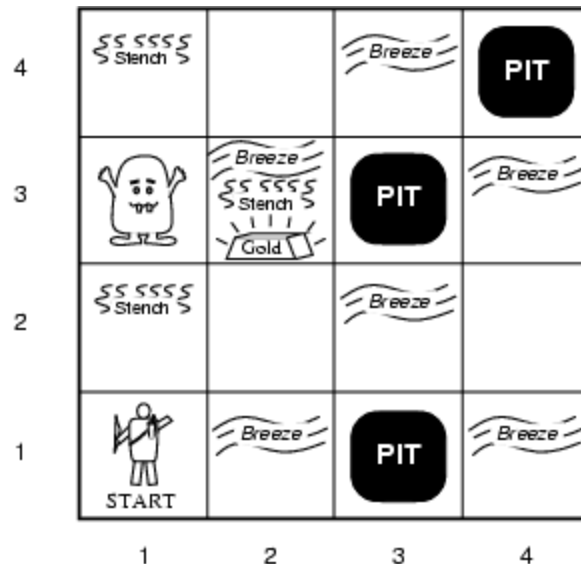 4
Stench
Breeze
PIT
3
Breeze
Stench
Gold
PIT
Breeze
2
Stench
Breeze
1
START
Breeze
PIT
Breeze
1 2 3 4